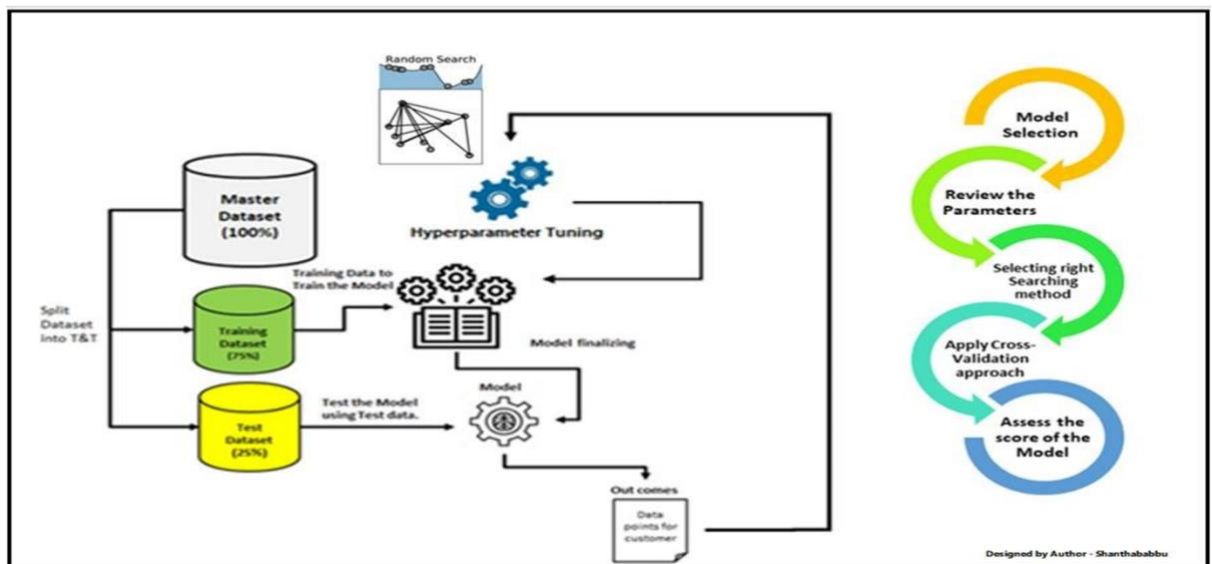 Random Search
Master
Dataset
(100%)
Hyperparameter Tuning
Training Data to
Train the Model
Split
Dataset
into T&T
Training
Dataset
(75%)
Model finalizing
Model
Test the Model
using Test data.
Test
Dataset
(25%)
Out comes
Data
points for
customer
Model
Selection
Review the
Parameters
Selecting right
Searching
method
Apply Cross-
Validation
approach
Assess the
score of the
Model
Designed by Author - Shanthababbu